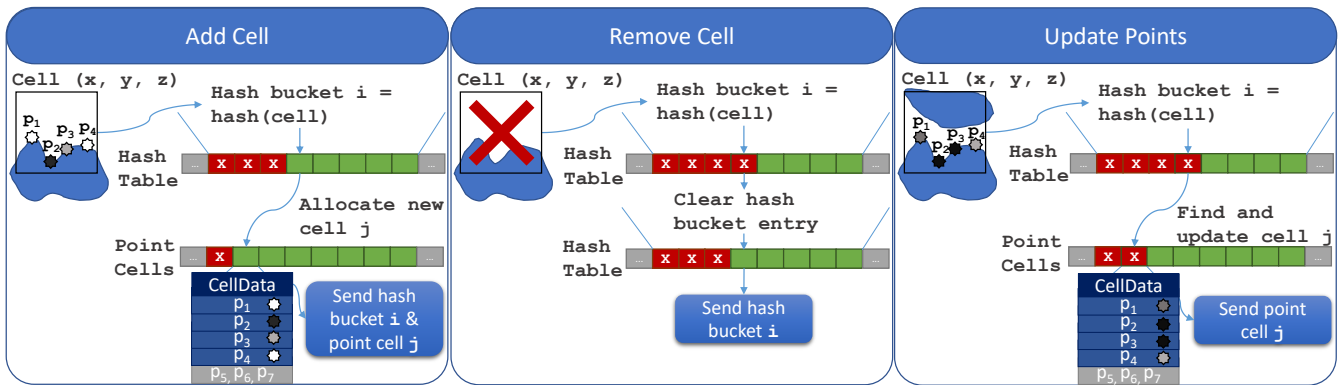 Add Cell
Cell (x, y, z)
p1
p2
p3
p4
Hash bucket i =
hash(cell)
Hash
Table
... x x x ...
Allocate new
cell j
Point
Cells
... x ...
CellData
p1
p2
p3
p4
p5, p6, p7
Send hash
bucket i &
point cell j
Remove Cell
Cell (x, y, z)
Hash bucket i =
hash(cell)
Hash
Table
... x x x x ...
Clear hash
bucket entry
Hash
Table
... x x x ...
Send hash
bucket i
Update Points
Cell (x, y, z)
p1
p2
p3
p4
Hash bucket i =
hash(cell)
Hash
Table
... x x x x ...
Find and
update cell j
Point
Cells
... x x ...
CellData
p1
p2
p3
p4
p5, p6, p7
Send point
cell j